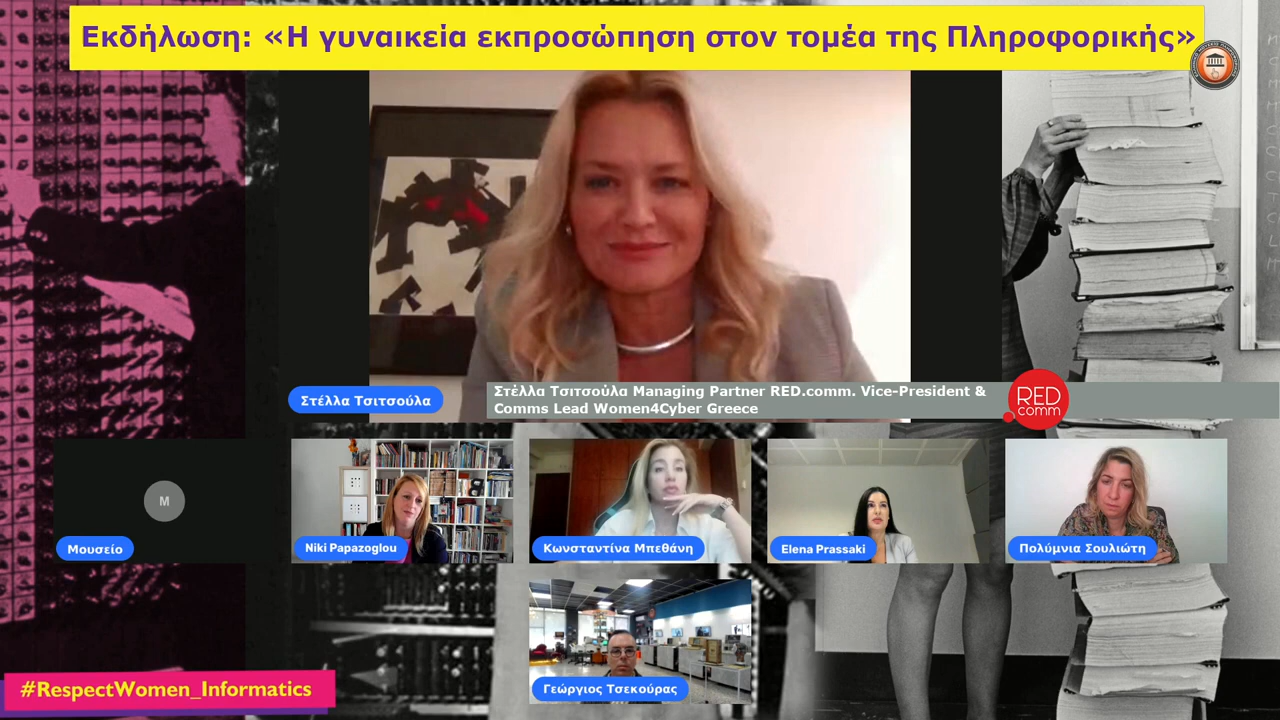 Εκδήλωση: «Η γυναικεία εκπροσώπηση στον τομέα της Πληροφορικής»
Στέλλα Τσιτσούλα
Στέλλα Τσιτσούλα Managing Partner RED.comm. Vice-President &
Comms Lead Women4Cyber Greece
RED
comm
M
Μουσείο
Niki Papazoglou
Κωνσταντίνα Μπεθάνη
Elena Prassaki
Πολύμνια Σουλιώτη
Γεώργιος Τσεκούρας
#RespectWomen_Informatics